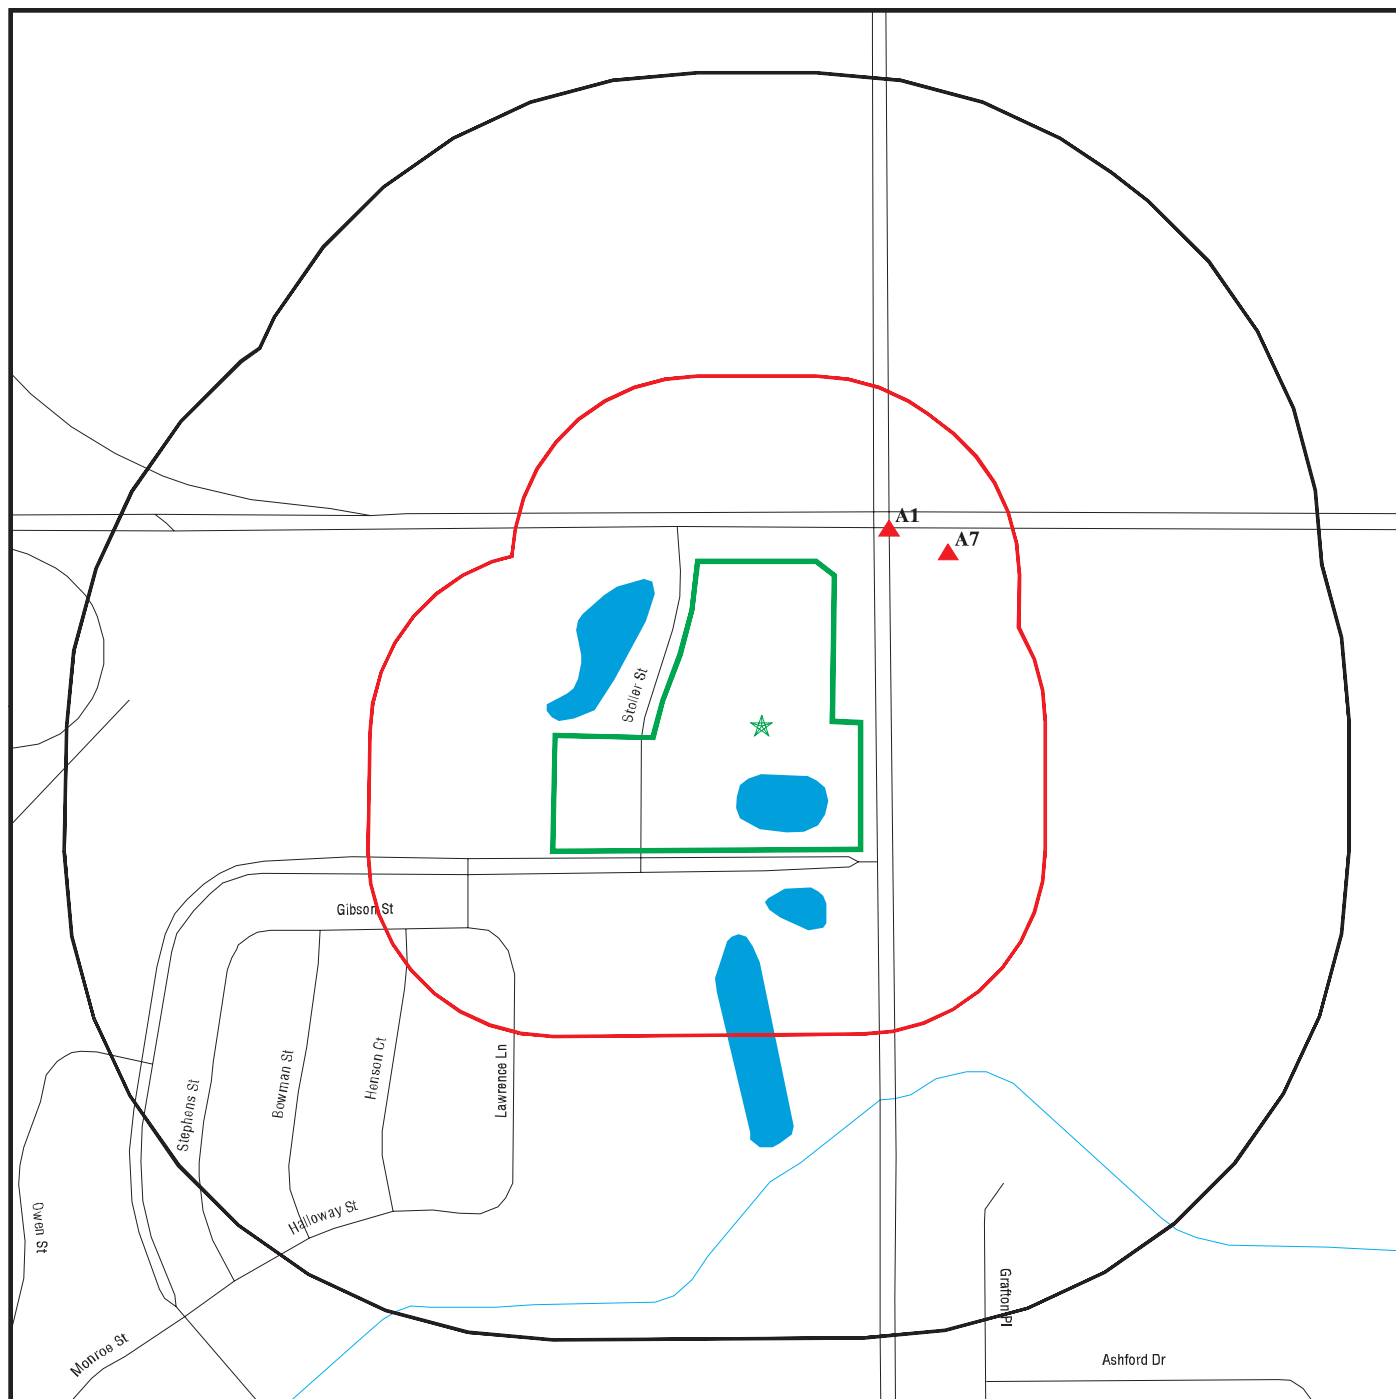 A1
A7
Stoller St
Gibson St
Stephens St
Bowman St
Henson Ct
Lawrence Ln
Owen St
Halloway St
Grafton Pl
Monroe St
Ashford Dr